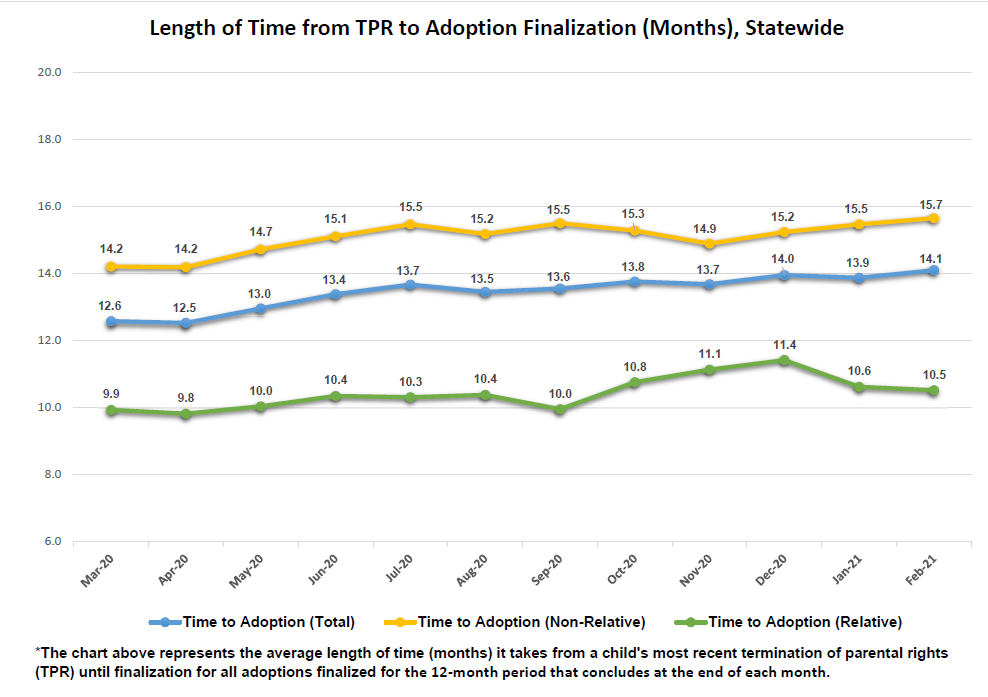 Length of Time from TPR to Adoption Finalization (Months), Statewide
20.0
18.0
16.0
14.0
12.0
10.0
8.0
6.0
14.2 14.2 14.7 15.1 15.5 15.2 15.5 15.3 14.9 15.2 15.5 15.7
12.6 12.5 13.0 13.4 13.7 13.5 13.6 13.8 13.7 14.0 13.9 14.1
9.9 9.8 10.0 10.4 10.3 10.4 10.0 10.8 11.1 11.4 10.6 10.5
Mar-20 Apr-20 May-20 Jun-20 Jul-20 Aug-20 Sep-20 Oct-20 Nov-20 Dec-20 Jan-21 Feb-21
Time to Adoption (Total) Time to Adoption (Non-Relative) Time to Adoption (Relative)
*The chart above represents the average length of time (months) it takes from a child's most recent termination of parental rights
(TPR) until finalization for all adoptions finalized for the 12-month period that concludes at the end of each month.